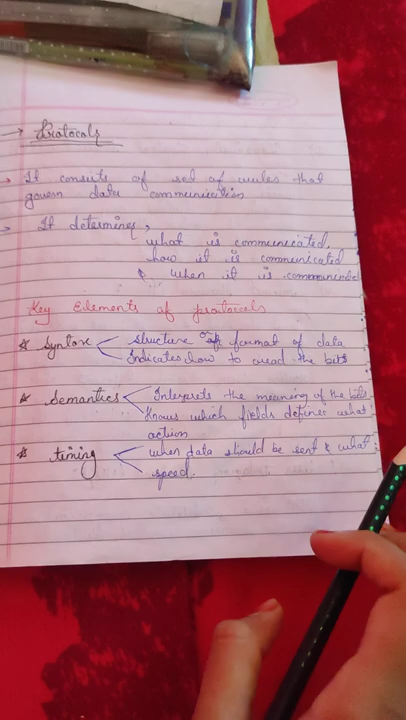 → Protocols
→ It consists of set of rules that
govern data communication
→ It determines,
what is communicated,
how it is communicated
& when it is communicated
Key Elements of protocols
* Syntax < Structure or format of data
Indicates how to read the bits
* Semantics < Interprets the meaning of the bits
Knows which fields defines what
action
* timing < when data should be sent & what
speed.